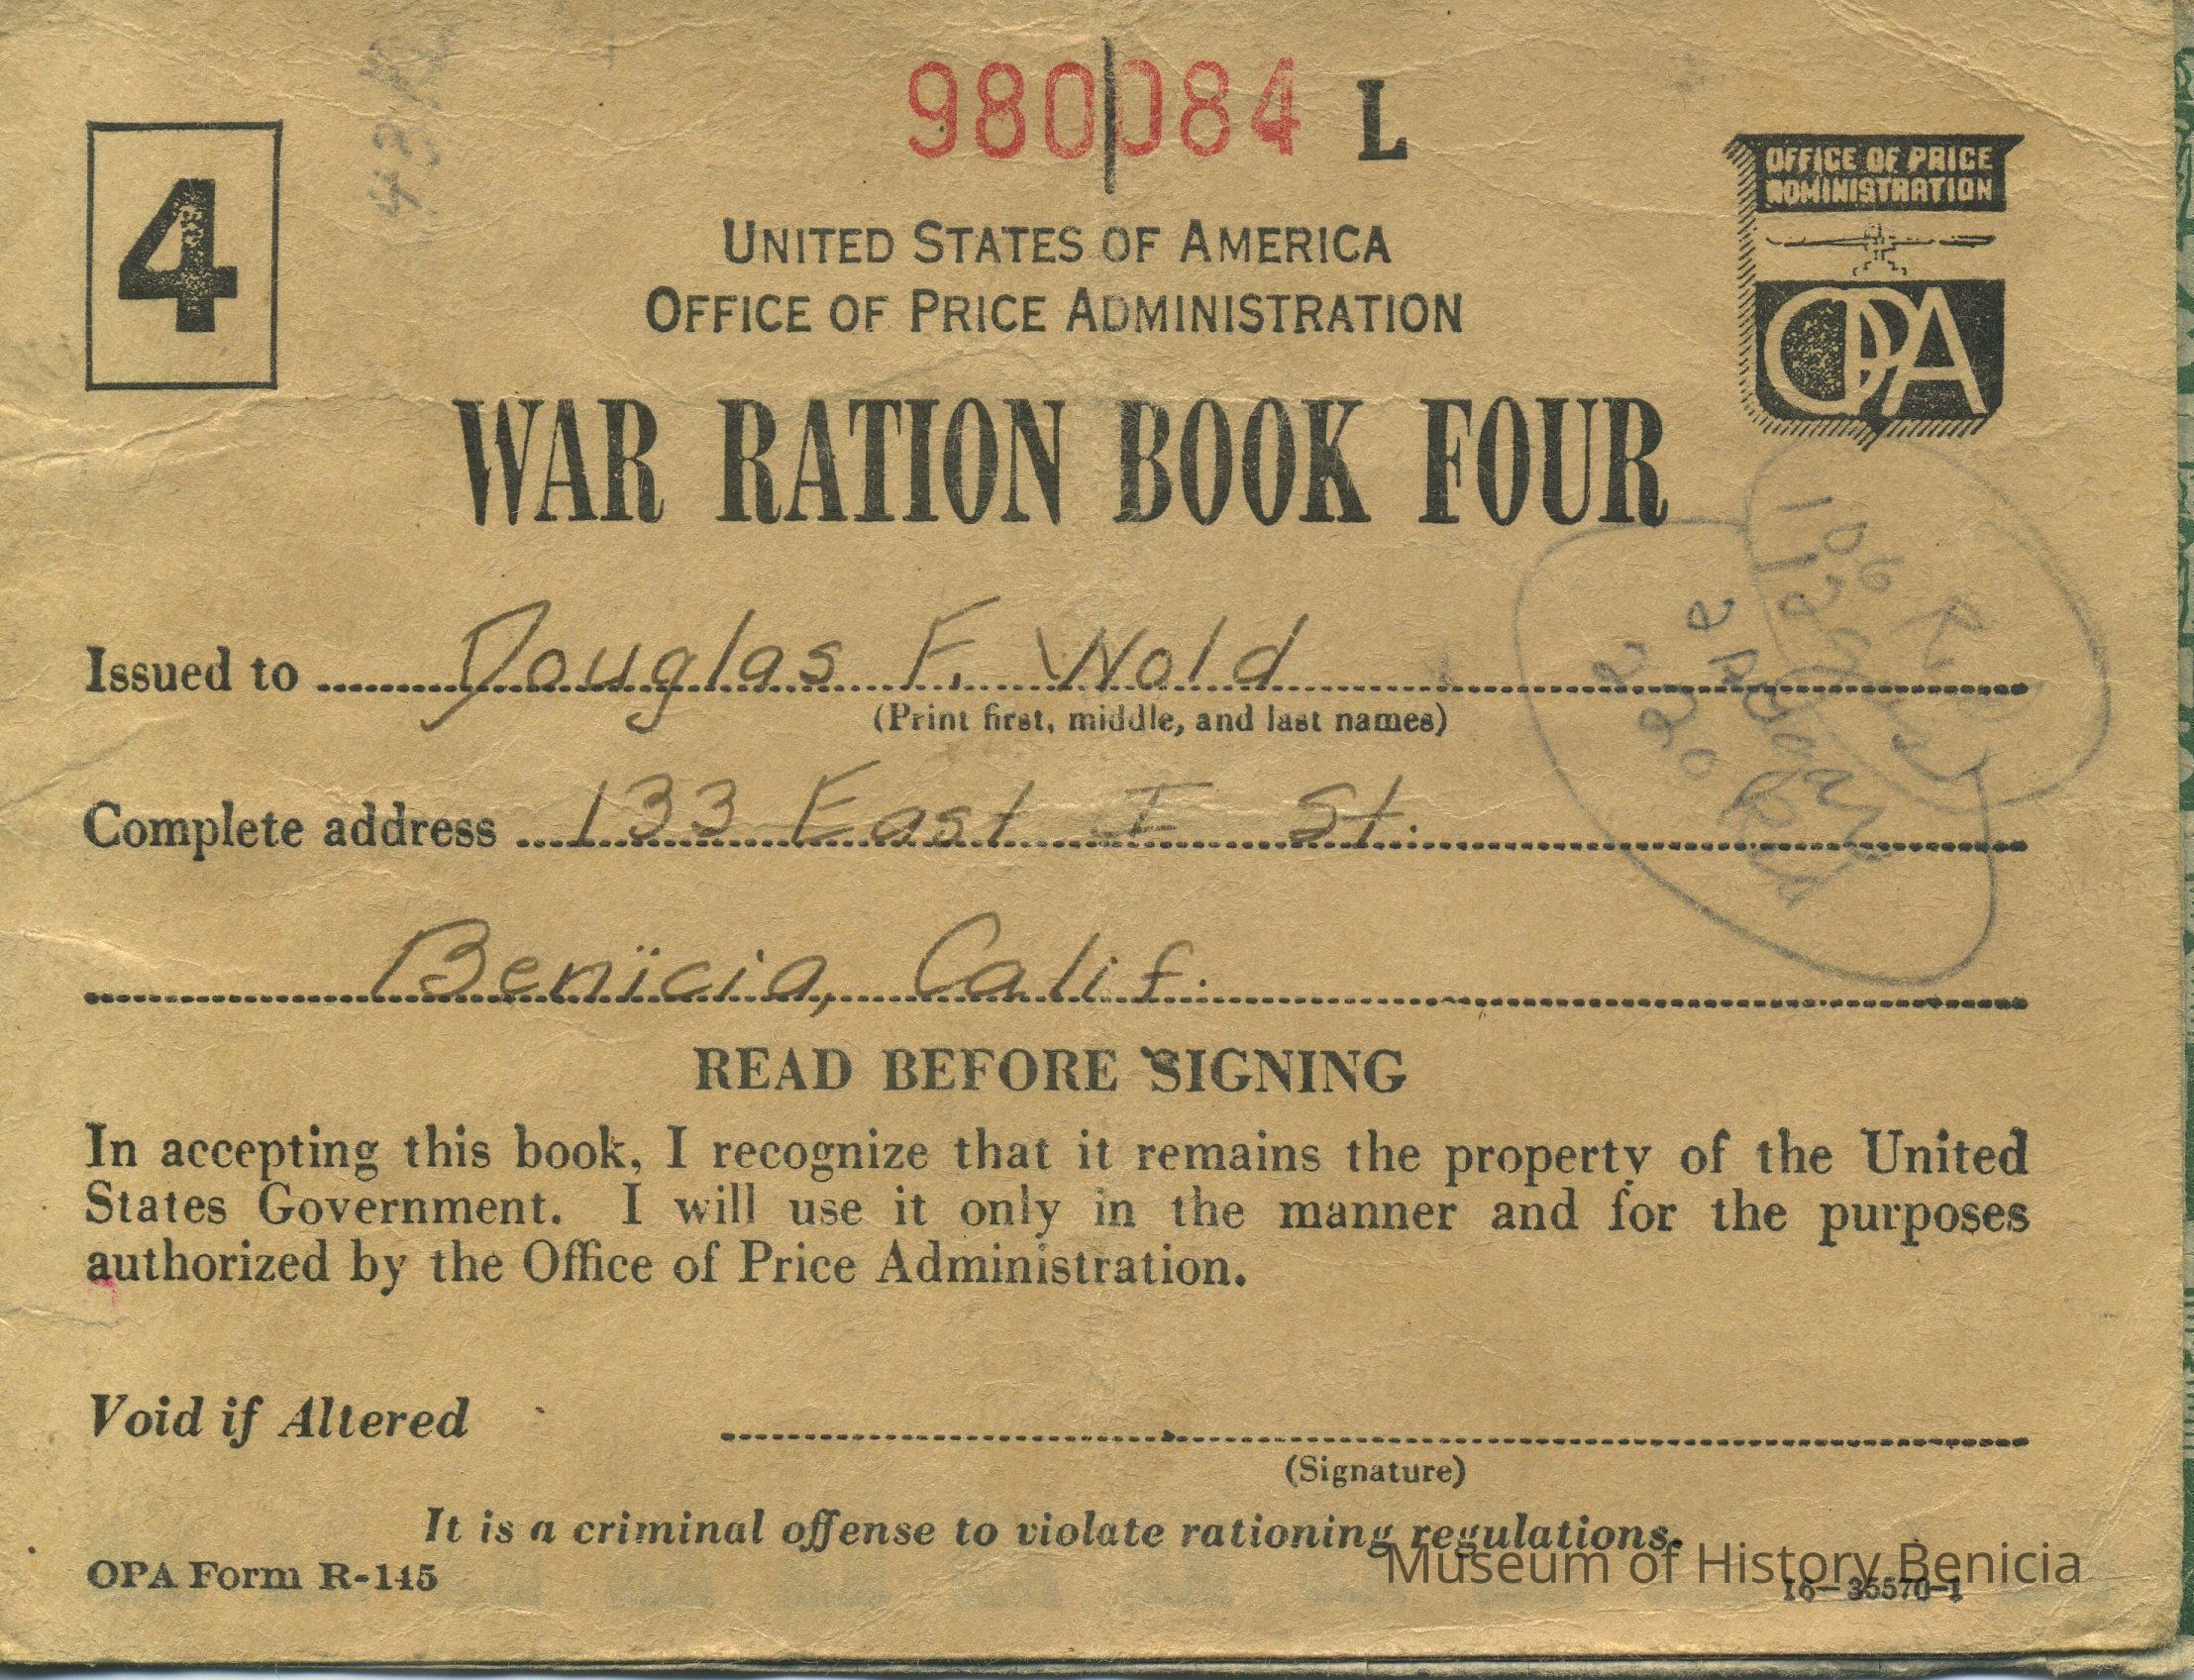 980084 L
4
OFFICE OF PRICE
ADMINISTRATION
OPA
UNITED STATES OF AMERICA
OFFICE OF PRICE ADMINISTRATION
WAR RATION BOOK FOUR
Issued to Douglas F. Wold
(Print first, middle, and last names)
Complete address 133 East I St.
Benicia, Calif.
READ BEFORE SIGNING
In accepting this book, I recognize that it remains the property of the United
States Government. I will use it only in the manner and for the purposes
authorized by the Office of Price Administration.
Void if Altered
(Signature)
It is a criminal offense to violate rationing regulations.
OPA Form R-145
Museum of History Benicia
16—35570-1